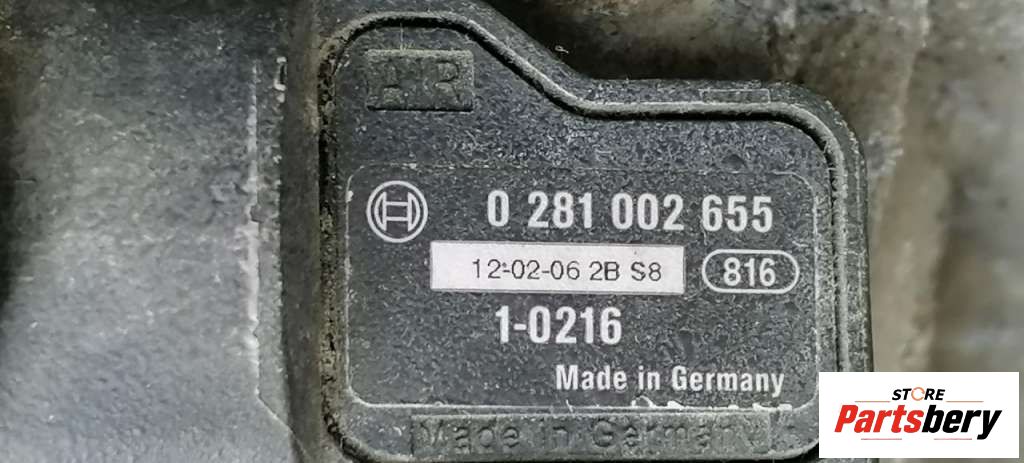 AIR
0 281 002 655
12-02-06 2B S8
816
1-0216
Made in Germany
Made in Germany
STORE
Partsbery